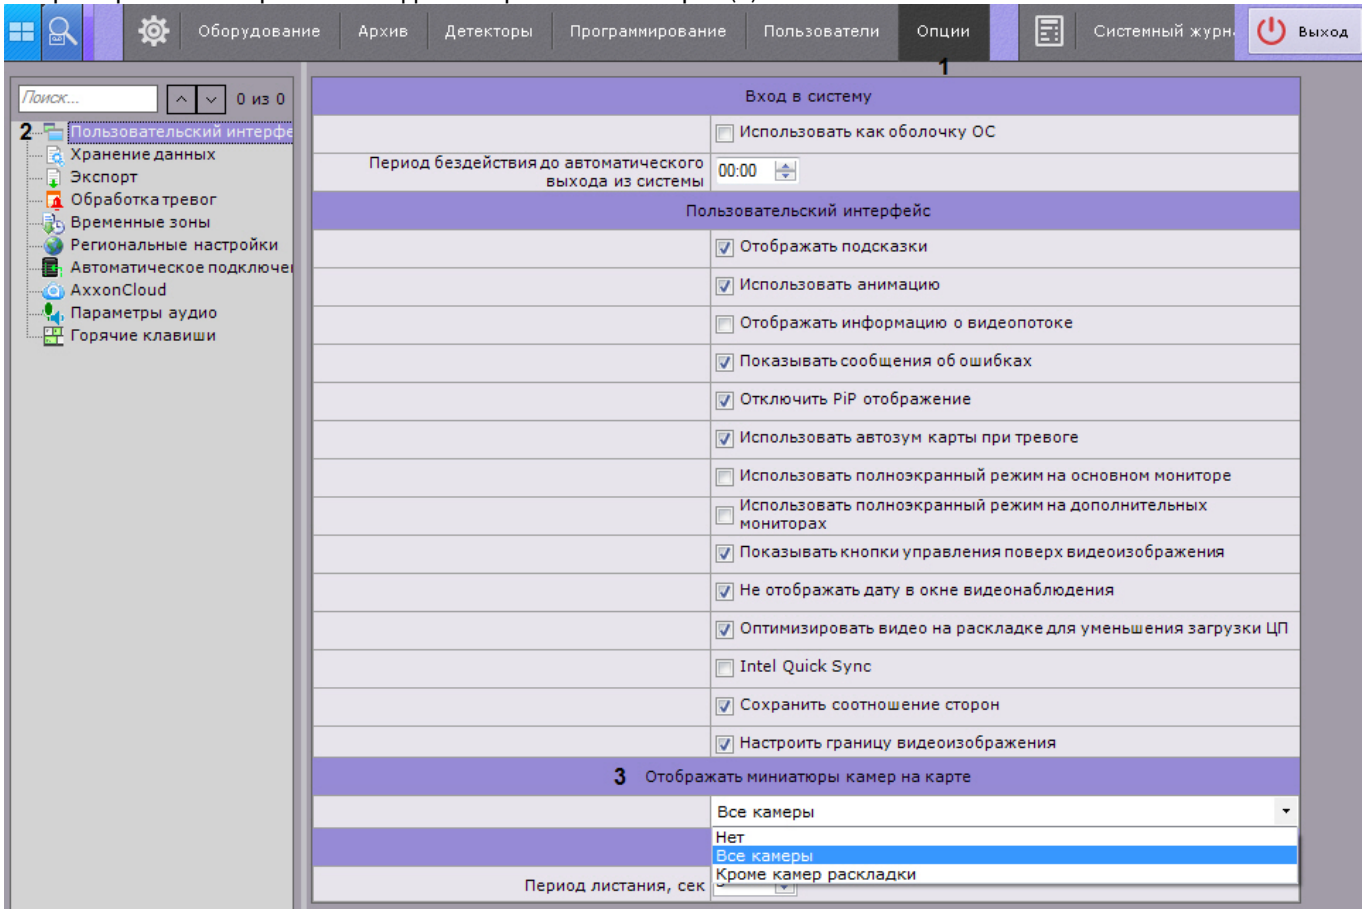 Оборудование
Архив
Детекторы
Программирование
Пользователи
Опции
Системный журн
Выход
1
Поиск...
0 из 0
2
Пользовательский интерфе
Хранение данных
Экспорт
Обработка тревог
Временные зоны
Региональные настройки
Автоматическое подключе
AxxonCloud
Параметры аудио
Горячие клавиши
Вход в систему
Использовать как оболочку ОС
Период бездействия до автоматического
выхода из системы
00:00
Пользовательский интерфейс
Отображать подсказки
Использовать анимацию
Отображать информацию о видеопотоке
Показывать сообщения об ошибках
Отключить PiP отображение
Использовать автозум карты при тревоге
Использовать полноэкранный режим на основном мониторе
Использовать полноэкранный режим на дополнительных
мониторах
Показывать кнопки управления поверх видеоизображения
Не отображать дату в окне видеонаблюдения
Оптимизировать видео на раскладке для уменьшения загрузки ЦП
Intel Quick Sync
Сохранить соотношение сторон
Настроить границу видеоизображения
3 Отображать миниатюры камер на карте
Все камеры
Нет
Все камеры
Кроме камер раскладки
Период листания, сек